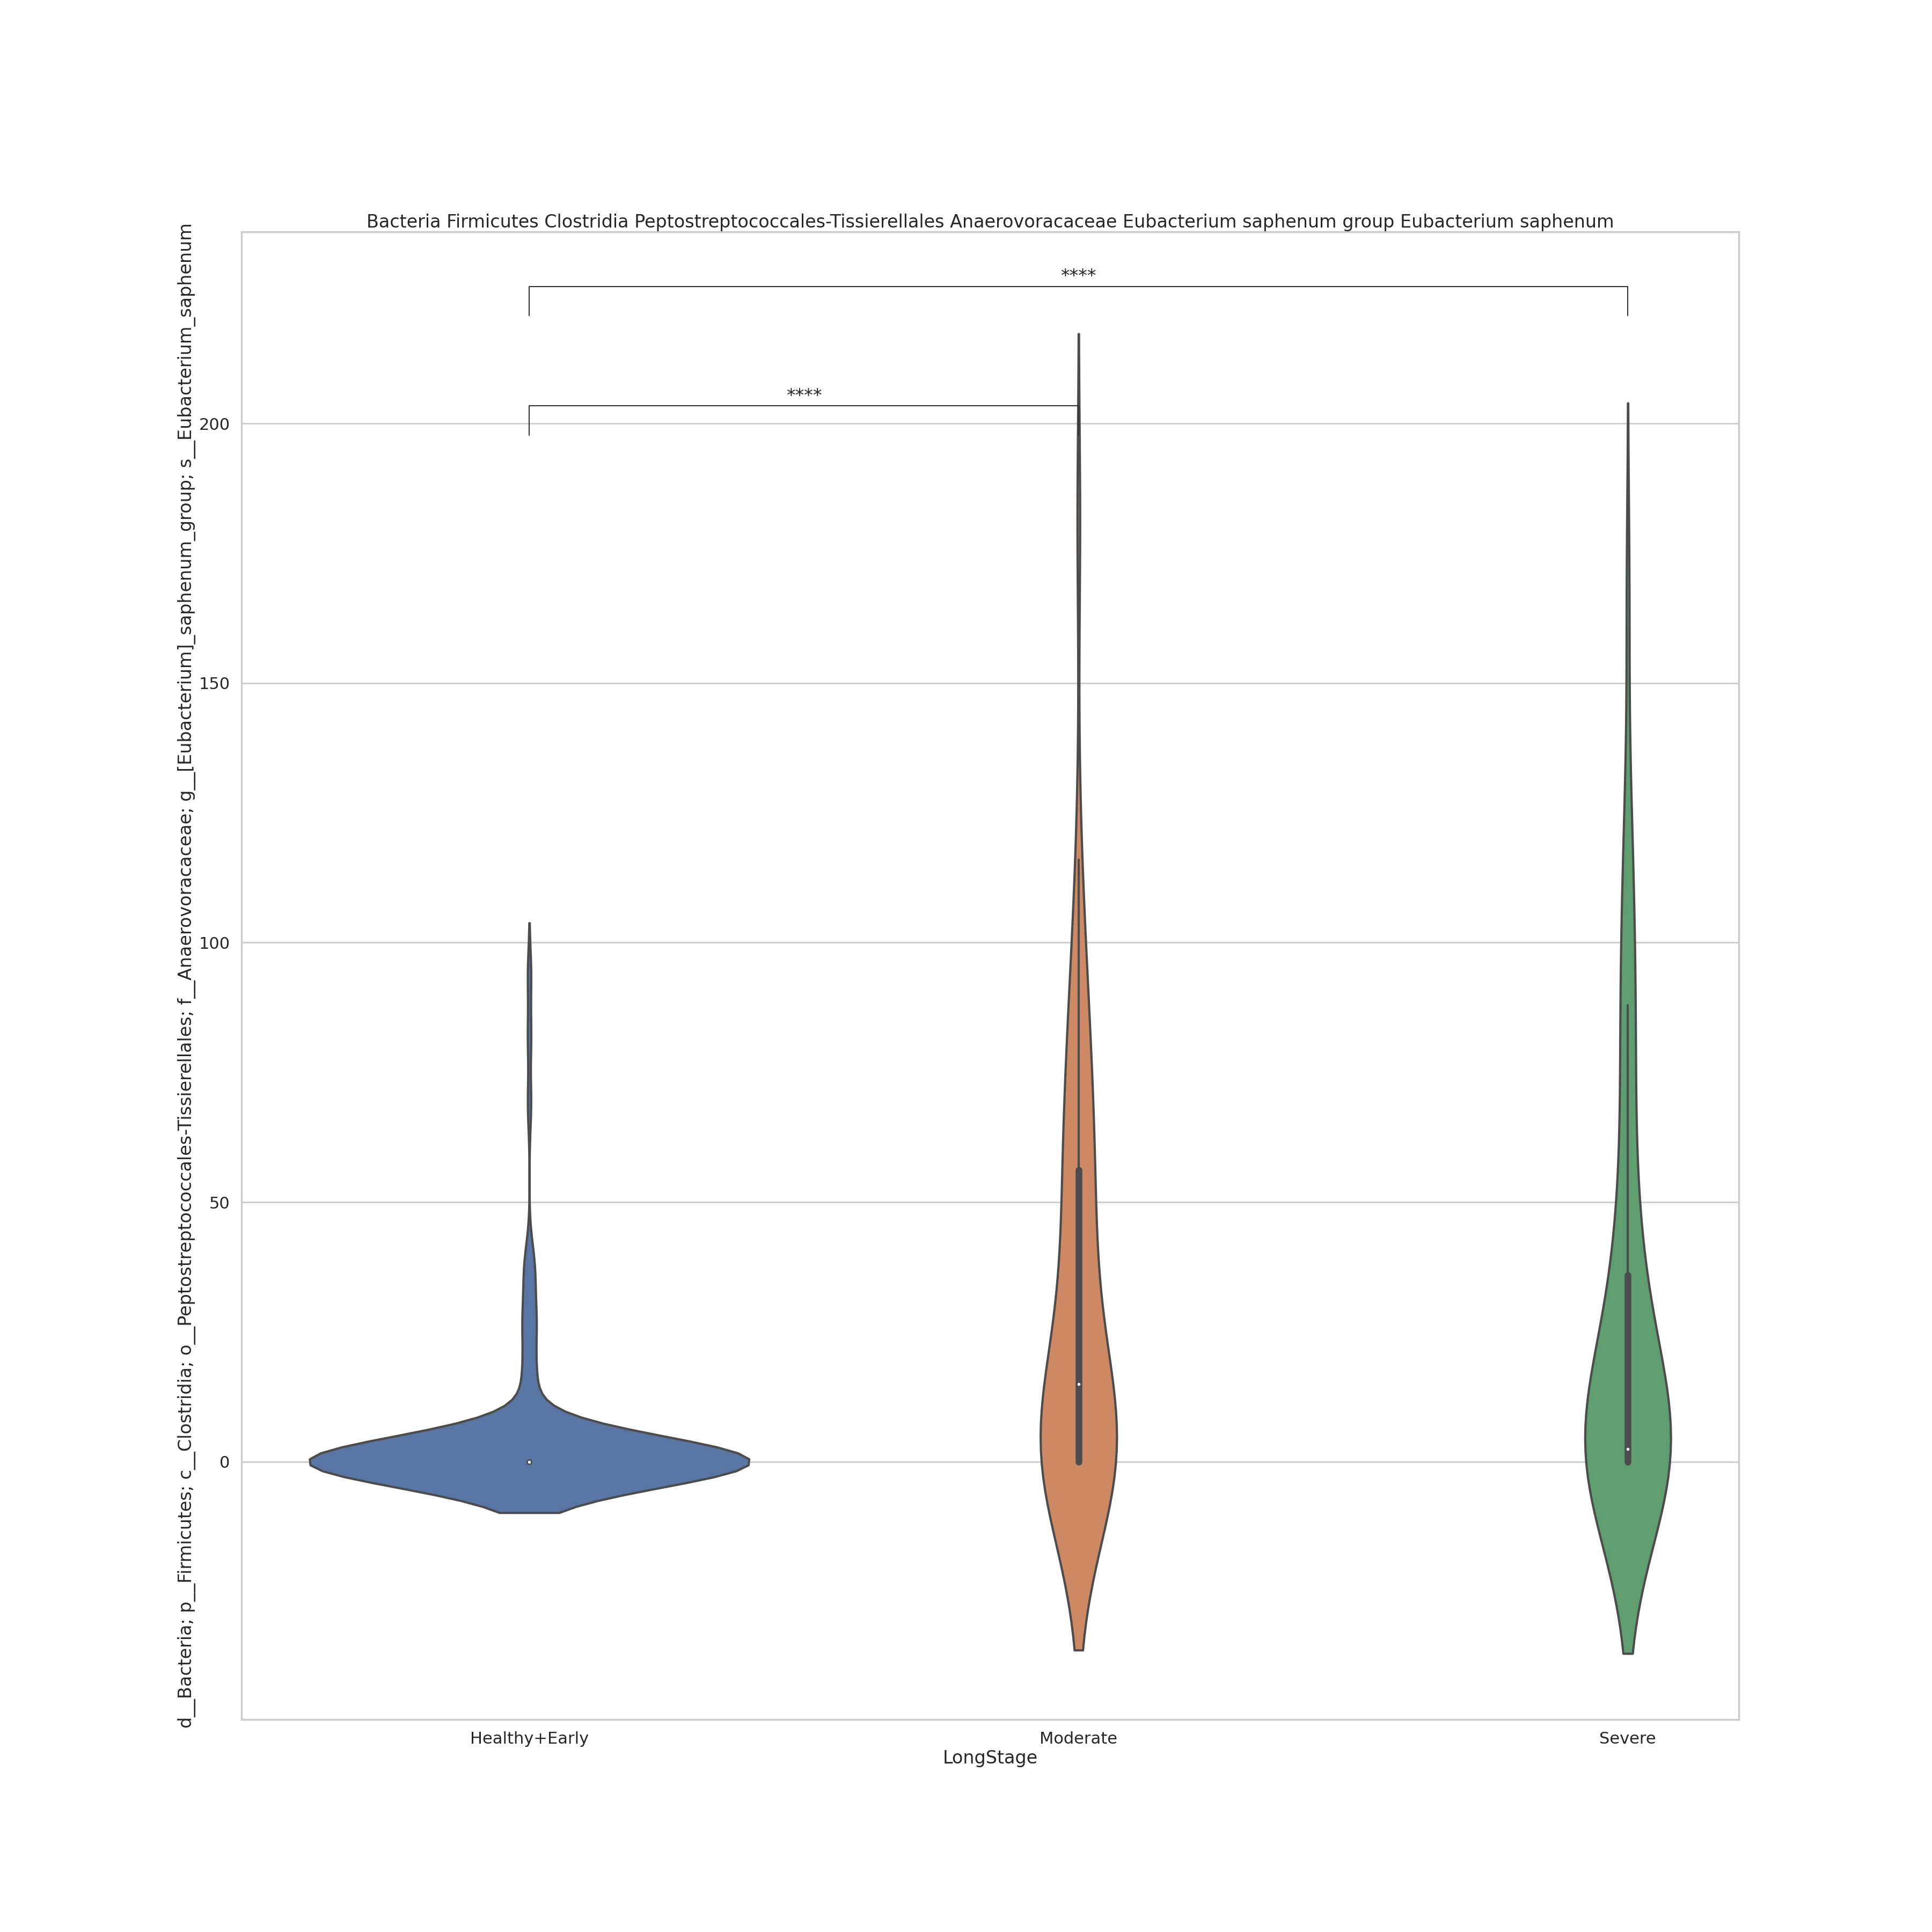 Bacteria Firmicutes Clostridia Peptostreptococcales-Tissierellales Anaerovoracaceae Eubacterium saphenum group Eubacterium saphenum
d__Bacteria; p__Firmicutes; c__Clostridia; o__Peptostreptococcales-Tissierellales; f__Anaerovoracaceae; g__[Eubacterium]_saphenum_group; s__Eubacterium_saphenum
****
****
200
150
100
50
0
Healthy+Early Moderate Severe
LongStage